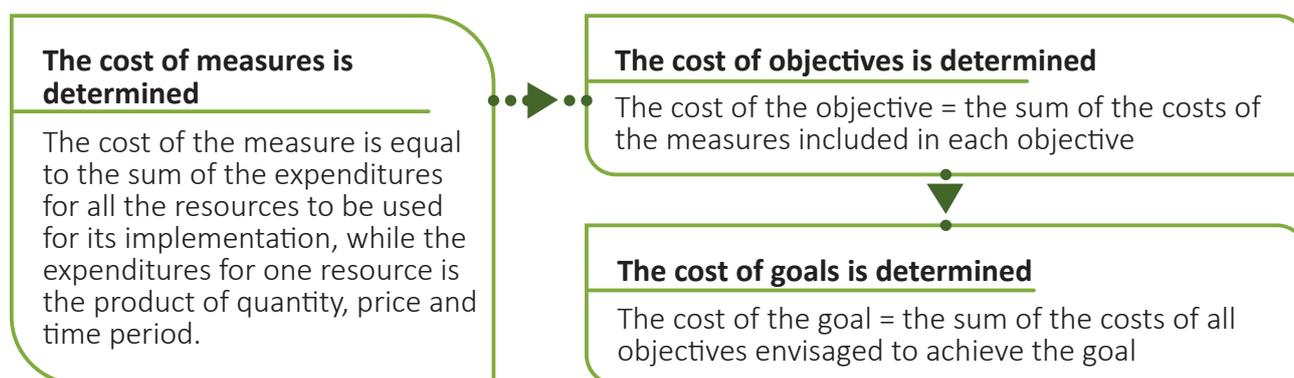 The cost of measures is
determined
The cost of the measure is equal
to the sum of the expenditures
for all the resources to be used
for its implementation, while the
expenditures for one resource is
the product of quantity, price and
time period.
The cost of objectives is determined
The cost of the objective = the sum of the costs of
the measures included in each objective
The cost of goals is determined
The cost of the goal = the sum of the costs of all
objectives envisaged to achieve the goal